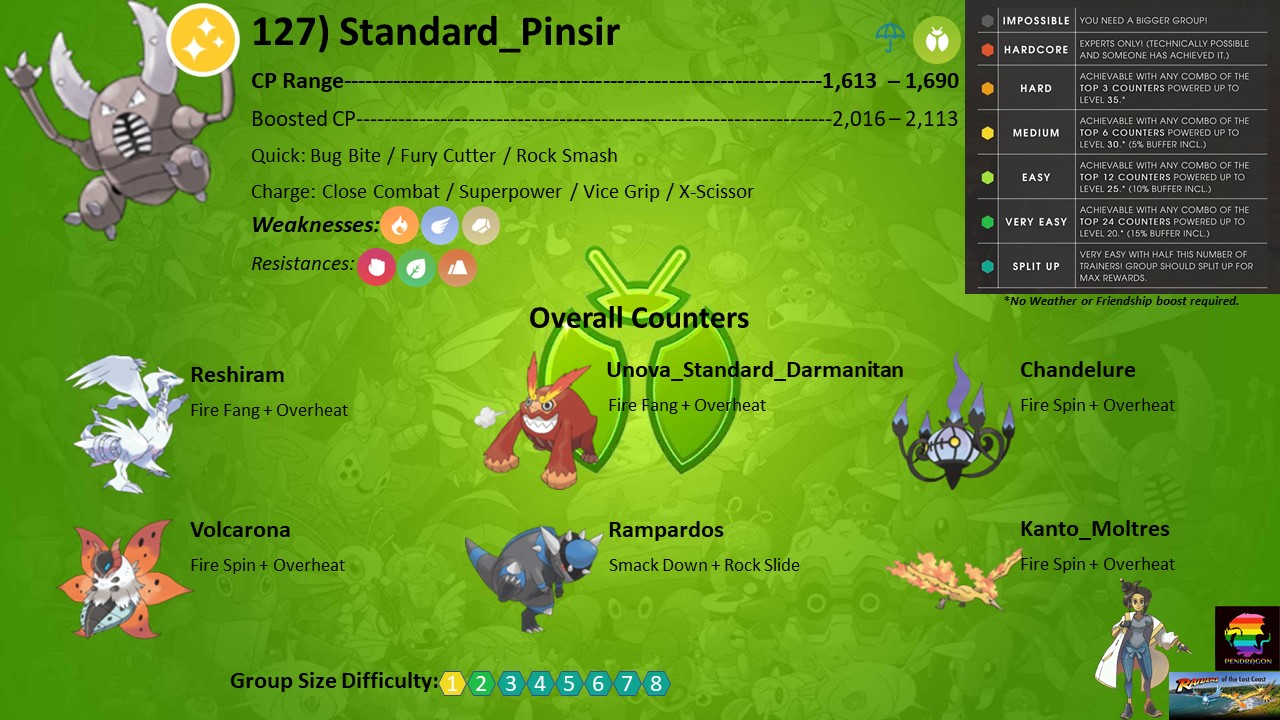 127) Standard_Pinsir
CP Range--------------------------------------------------------------------------------1,613 – 1,690
Boosted CP--------------------------------------------------------------------------------2,016 – 2,113
Quick: Bug Bite / Fury Cutter / Rock Smash
Charge: Close Combat / Superpower / Vice Grip / X-Scissor
Weaknesses:
Resistances:
IMPOSSIBLE YOU NEED A BIGGER GROUP!
HARDCORE EXPERTS ONLY! (TECHNICALLY POSSIBLE
AND SOMEONE HAS ACHIEVED IT.)
HARD ACHIEVABLE WITH ANY COMBO OF THE
TOP 3 COUNTERS POWERED UP TO
LEVEL 35.*
MEDIUM ACHIEVABLE WITH ANY COMBO OF THE
TOP 6 COUNTERS POWERED UP TO
LEVEL 30.* (5% BUFFER INCL.)
EASY ACHIEVABLE WITH ANY COMBO OF THE
TOP 12 COUNTERS POWERED UP TO
LEVEL 25.* (10% BUFFER INCL.)
VERY EASY ACHIEVABLE WITH ANY COMBO OF THE
TOP 24 COUNTERS POWERED UP TO
LEVEL 20.* (15% BUFFER INCL.)
SPLIT UP VERY EASY WITH HALF THIS NUMBER OF
TRAINERS! GROUP SHOULD SPLIT UP FOR
MAX REWARDS.
*No Weather or Friendship boost required.
Overall Counters
Reshiram
Fire Fang + Overheat
Unova_Standard_Darmanitan
Fire Fang + Overheat
Chandelure
Fire Spin + Overheat
Volcarona
Fire Spin + Overheat
Rampardos
Smack Down + Rock Slide
Kanto_Moltres
Fire Spin + Overheat
Group Size Difficulty: 1 2 3 4 5 6 7 8
PENDRAGON
RAIDERS of the Lost Coast